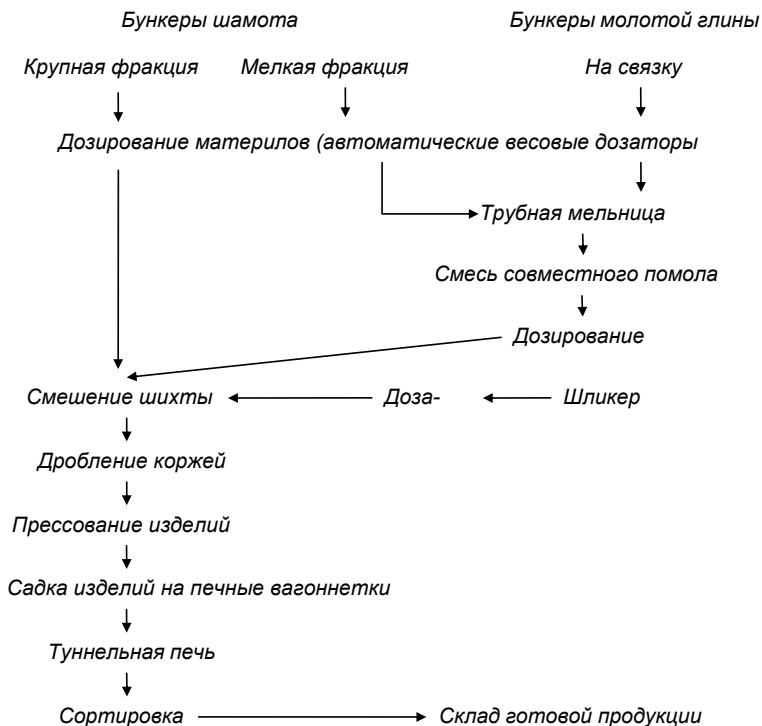 Бункеры шамота Бункеры молотой глины
Крупная фракция Мелкая фракция На связку
Дозирование материлов (автоматические весовые дозаторы
Трубная мельница
Смесь совместного помола
Дозирование
Смешение шихты Доза- Шликер
Дробление коржей
Прессование изделий
Садка изделий на печные вагоннетки
Туннельная печь
Сортировка Склад готовой продукции